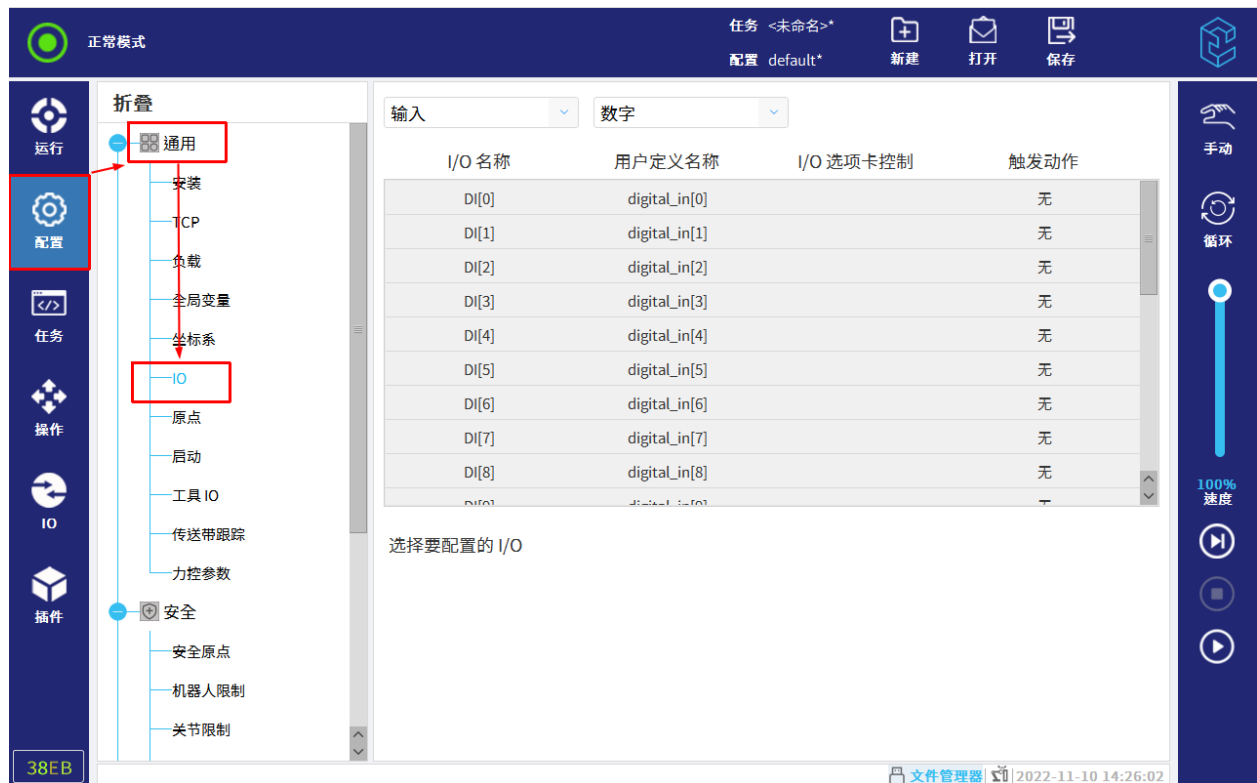 正常模式
任务 <未命名>*
配置 default*
新建
打开
保存
运行
配置
任务
操作
IO
插件
38EB
折叠
通用
安装
TCP
负载
全局变量
坐标系
IO
原点
启动
工具 IO
传送带跟踪
力控参数
安全
安全原点
机器人限制
关节限制
输入 数字
I/O 名称 用户定义名称 I/O 选项卡控制 触发动作
DI[0] digital_in[0] 无
DI[1] digital_in[1] 无
DI[2] digital_in[2] 无
DI[3] digital_in[3] 无
DI[4] digital_in[4] 无
DI[5] digital_in[5] 无
DI[6] digital_in[6] 无
DI[7] digital_in[7] 无
DI[8] digital_in[8] 无
DI[9] digital_in[9] 无
选择要配置的 I/O
手动
循环
100%
速度
文件管理器 2022-11-10 14:26:02